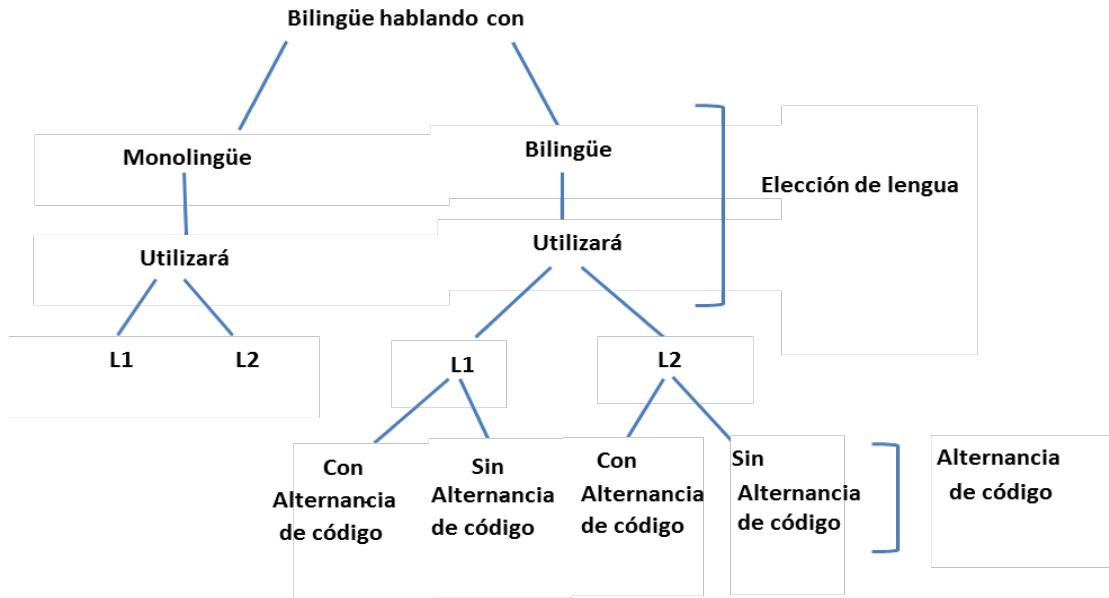 Bilingüe hablando con
Monolingüe
Bilingüe
Elección de lengua
Utilizará
Utilizará
L1
L2
L1
L2
Con
Alternancia
de código
Sin
Alternancia
de código
Con
Alternancia
de código
Sin
Alternancia
de código
Alternancia
de código